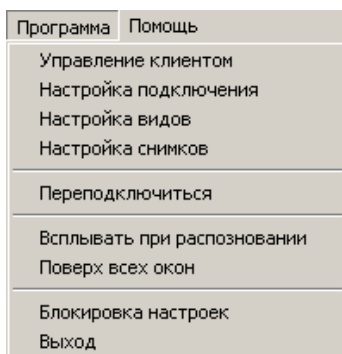 Программа Помощь
Управление клиентом
Настройка подключения
Настройка видов
Настройка снимков
Переподключиться
Всплывать при распозновании
Поверх всех окон
Блокировка настроек
Выход